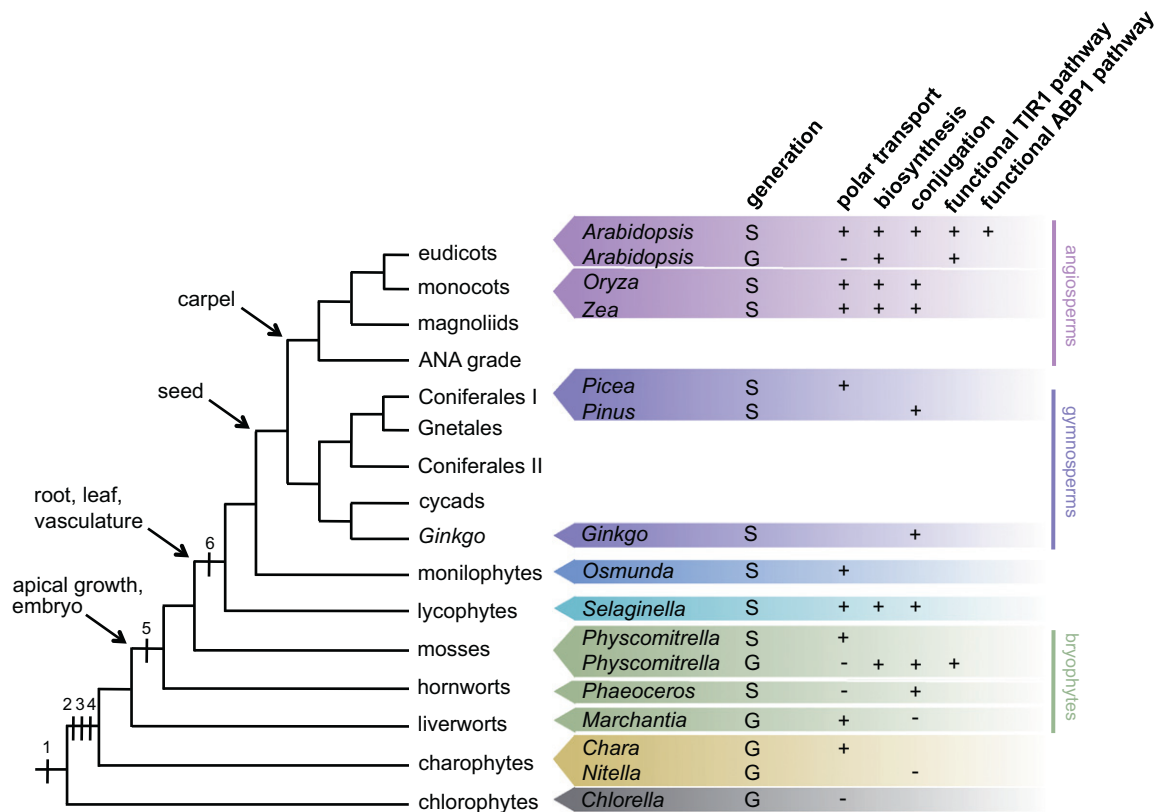 generation
polar transport
biosynthesis
conjugation
functional TIR1 pathway
functional ABP1 pathway
carpel
seed
root, leaf,
vasculature
apical growth,
embryo
1
2 3 4
5
6
eudicots
monocots
magnoliids
ANA grade
Coniferales I
Gnetales
Coniferales II
cycads
Ginkgo
monilophytes
lycophytes
mosses
hornworts
liverworts
charophytes
chlorophytes
Arabidopsis S + + + + +
Arabidopsis G - + +
Oryza S + + +
Zea S + + +
Picea S +
Pinus S +
Ginkgo S +
Osmunda S +
Selaginella S + + +
Physcomitrella S +
Physcomitrella G - + + +
Phaeoceros S - +
Marchantia G + -
Chara G +
Nitella G -
Chlorella G -
angiosperms
gymnosperms
bryophytes